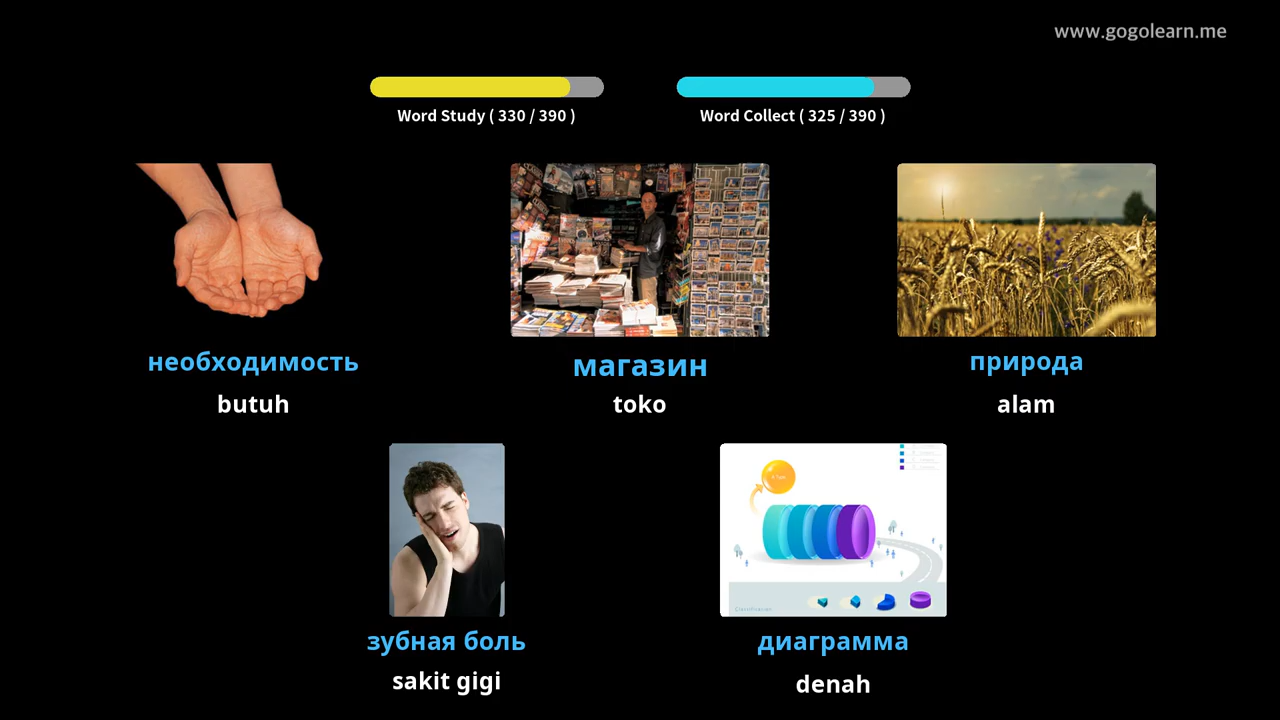 www.gogolearn.me
Word Study ( 330 / 390 )
Word Collect ( 325 / 390 )
необходимость
магазин
природа
butuh
toko
alam
зубная боль
диаграмма
sakit gigi
denah